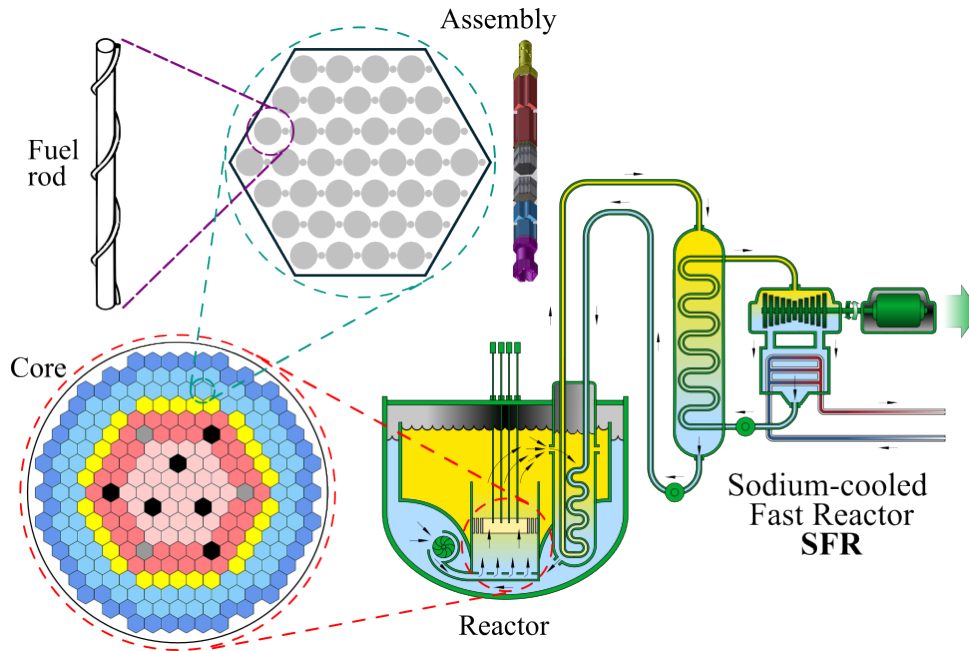 Assembly
Fuel
rod
Core
Sodium-cooled
Fast Reactor
SFR
Reactor